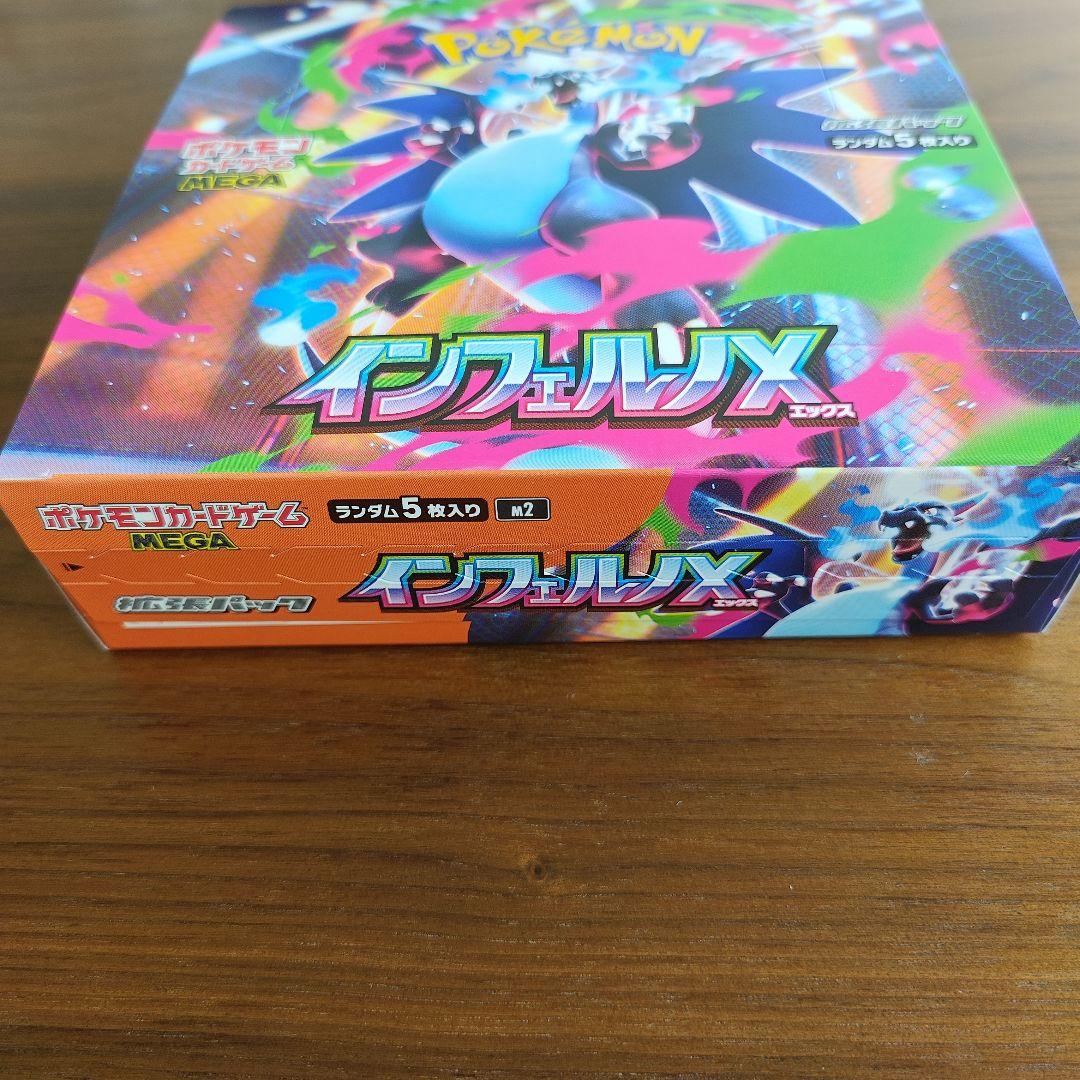 POKÉMON
ポケモン
カードゲーム
MEGA
拡張パック
ランダム5枚入り
インフェルノX
エックス
ポケモンカードゲーム
MEGA
ランダム5枚入り
M2
拡張パック
インフェルノX
エックス